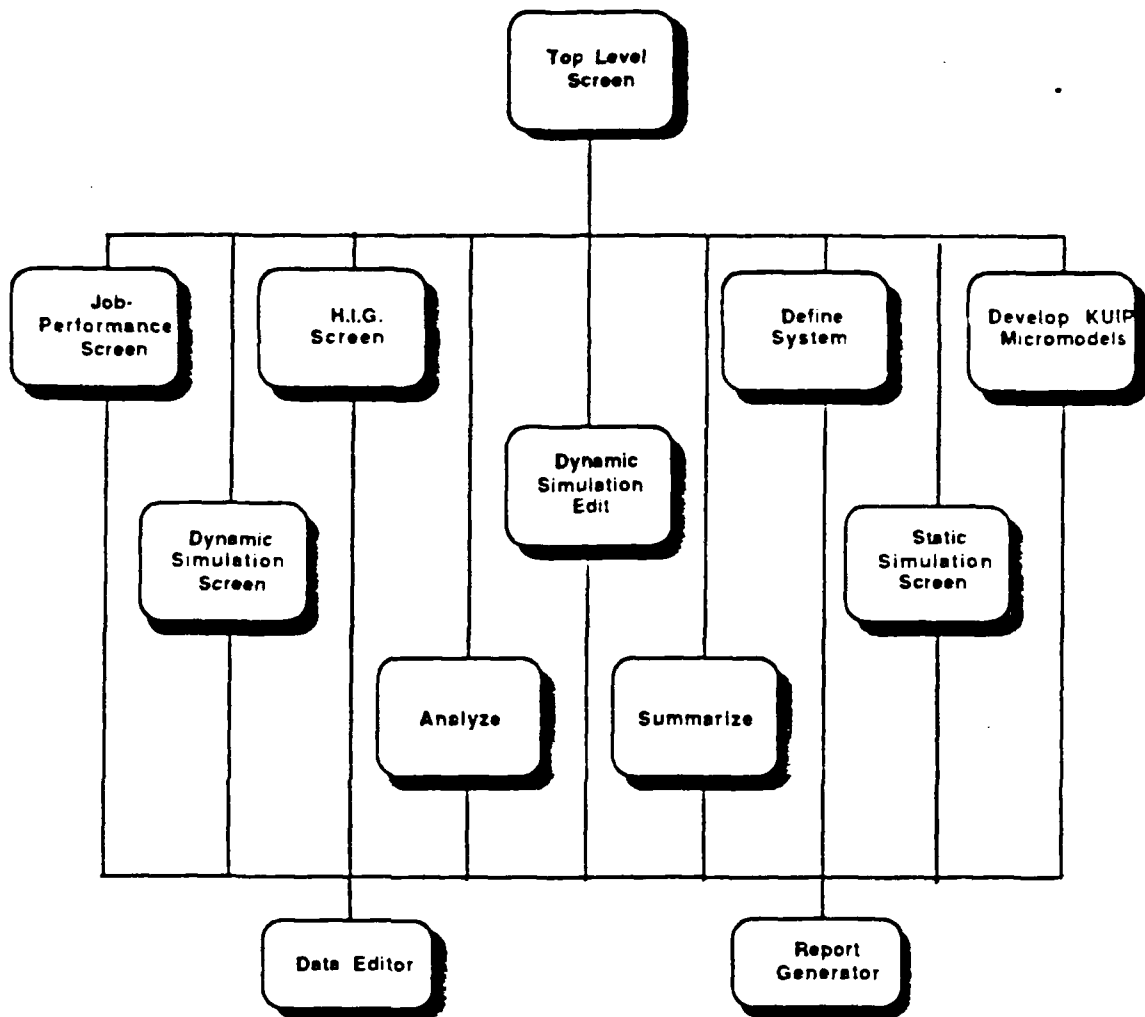 Top Level
Screen
Job-
Performance
Screen
H.I.G.
Screen
Define
System
Develop KUIP
Micromodels
Dynamic
Simulation
Edit
Dynamic
Simulation
Screen
Static
Simulation
Screen
Analyze
Summarize
Data Editor
Report
Generator